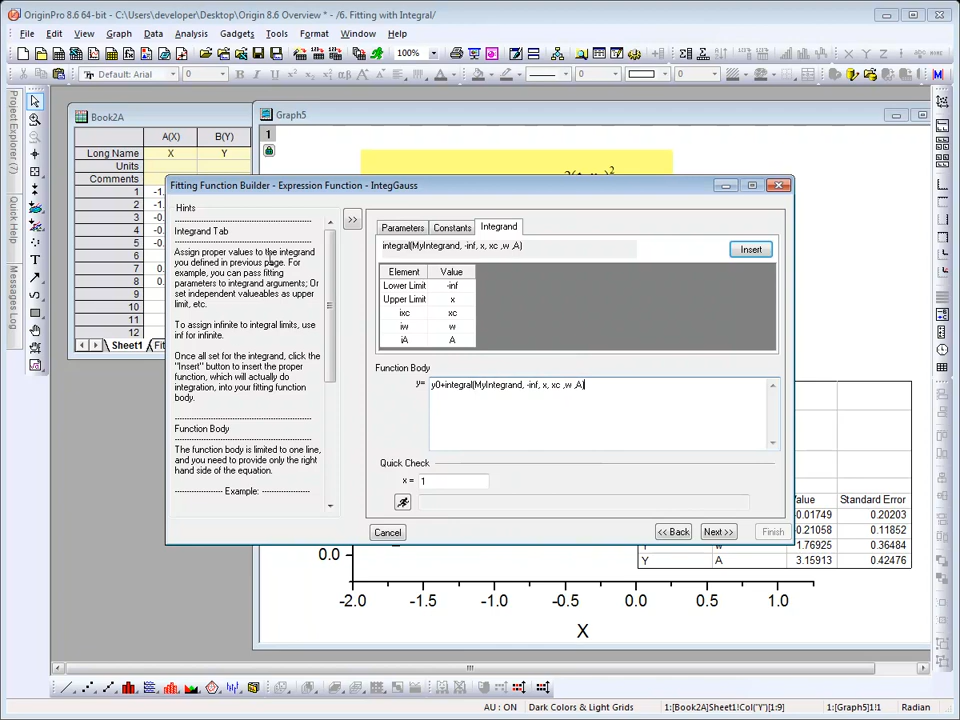 OriginPro 8.6 64-bit - C:\Users\developer\Desktop\Origin 8.6 Overview * - /6. Fitting with Integral/
File Edit View Graph Data Analysis Gadgets Tools Format Window Help
100%
Default: Arial 0 0 0
Project Explorer (7)
Quick Help
Messages Log
Book2A
A(X) B(Y)
Long Name X Y
Units
Comments
1 -1.
2 -1.
3 -0.
4 -0.
5 -0.
6
7 0.
8 0.
9
10
11
12
Sheet1 Fit
Graph5
1
Fitting Function Builder - Expression Function - IntegGauss
Hints
Integrand Tab
Assign proper values to the integrand
you defined in previous page. For
example, you can pass fitting
parameters to integrand arguments; Or
set independent valueables as upper
limit, etc.
To assign infinite to integral limits, use
inf for infinite.
Once all set for the integrand, click the
"Insert" button to insert the proper
function, which will actually do
integration, into your fitting function
body.
Function Body
The function body is limited to one line,
and you need to provide only the right
hand side of the equation.
Example:
>>
Parameters Constants Integrand
integral(MyIntegrand, -inf, x, xc ,w ,A)
Insert
Element Value
Lower Limit -inf
Upper Limit x
ixc xc
iw w
iA A
Function Body
y= y0+integral(MyIntegrand, -inf, x, xc ,w ,A)
Quick Check
x = 1
Cancel << Back Next >> Finish
Value Standard Error
-0.01749 0.20203
-0.21058 0.11852
Y w 1.76925 0.36484
Y A 3.15913 0.42476
0.0
-2.0 -1.5 -1.0 -0.5 0.0 0.5 1.0
X
AU : ON Dark Colors & Light Grids 1:[Book2A]Sheet1!Col("Y")[1:9] 1:[Graph5]1!1 Radian